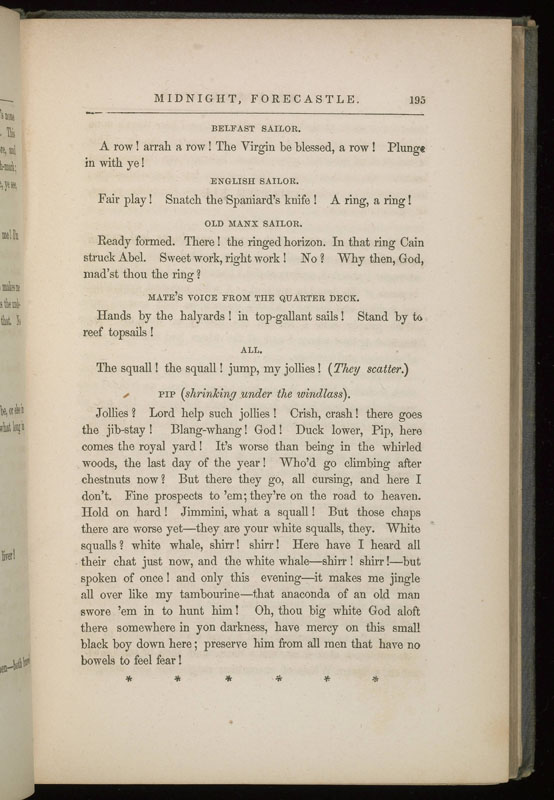 MIDNIGHT, FORECASTLE. 195
BELFAST SAILOR.
A row! arrah a row! The Virgin be blessed, a row! Plunge
in with ye!
ENGLISH SAILOR.
Fair play! Snatch the Spaniard's knife! A ring, a ring!
OLD MANX SAILOR.
Ready formed. There! the ringed horizon. In that ring Cain
struck Abel. Sweet work, right work! No? Why then, God,
mad'st thou the ring?
MATE'S VOICE FROM THE QUARTER DECK.
Hands by the halyards! in top-gallant sails! Stand by to
reef topsails!
ALL.
The squall! the squall! jump, my jollies! (They scatter.)
PIP (shrinking under the windlass).
Jollies? Lord help such jollies! Crish, crash! there goes
the jib-stay! Blang-whang! God! Duck lower, Pip, here
comes the royal yard! It's worse than being in the whirled
woods, the last day of the year! Who'd go climbing after
chestnuts now? But there they go, all cursing, and here I
don't. Fine prospects to 'em; they're on the road to heaven.
Hold on hard! Jimmini, what a squall! But those chaps
there are worse yet—they are your white squalls, they. White
squalls? white whale, shirr! shirr! Here have I heard all
their chat just now, and the white whale—shirr! shirr!—but
spoken of once! and only this evening—it makes me jingle
all over like my tambourine—that anaconda of an old man
swore 'em in to hunt him! Oh, thou big white God aloft
there somewhere in yon darkness, have mercy on this small
black boy down here; preserve him from all men that have no
bowels to feel fear!
* * * * * *